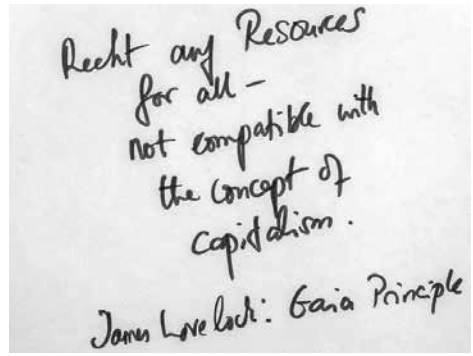 Recht auf Resources
for all -
not compatible with
the concept of
capitalism.
James Lovelock: Gaia Principle